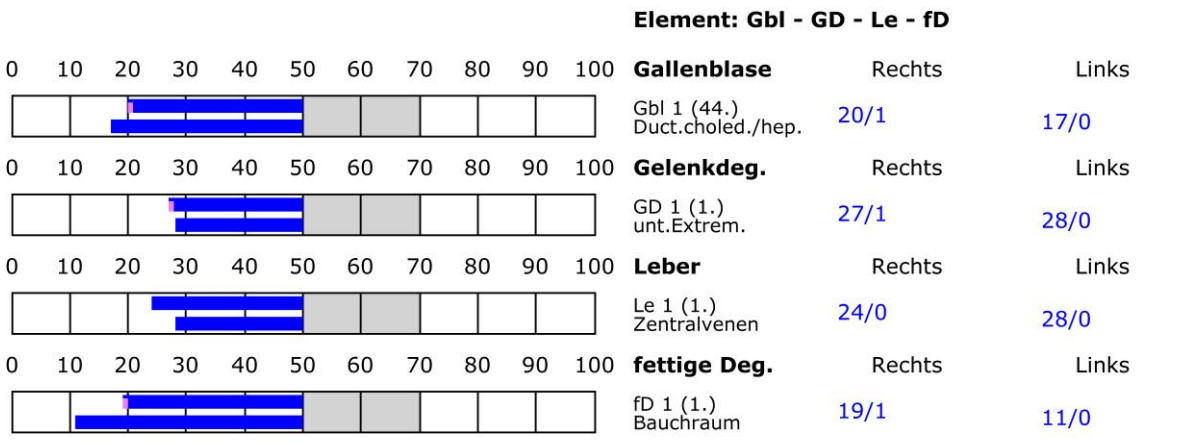 Element: Gbl - GD - Le - fD
0 10 20 30 40 50 60 70 80 90 100 Gallenblase Rechts Links
Gbl 1 (44.)
Duct.choled./hep. 20/1 17/0
0 10 20 30 40 50 60 70 80 90 100 Gelenkdeg. Rechts Links
GD 1 (1.)
unt.Extrem. 27/1 28/0
0 10 20 30 40 50 60 70 80 90 100 Leber Rechts Links
Le 1 (1.)
Zentralvenen 24/0 28/0
0 10 20 30 40 50 60 70 80 90 100 fettige Deg. Rechts Links
fD 1 (1.)
Bauchraum 19/1 11/0